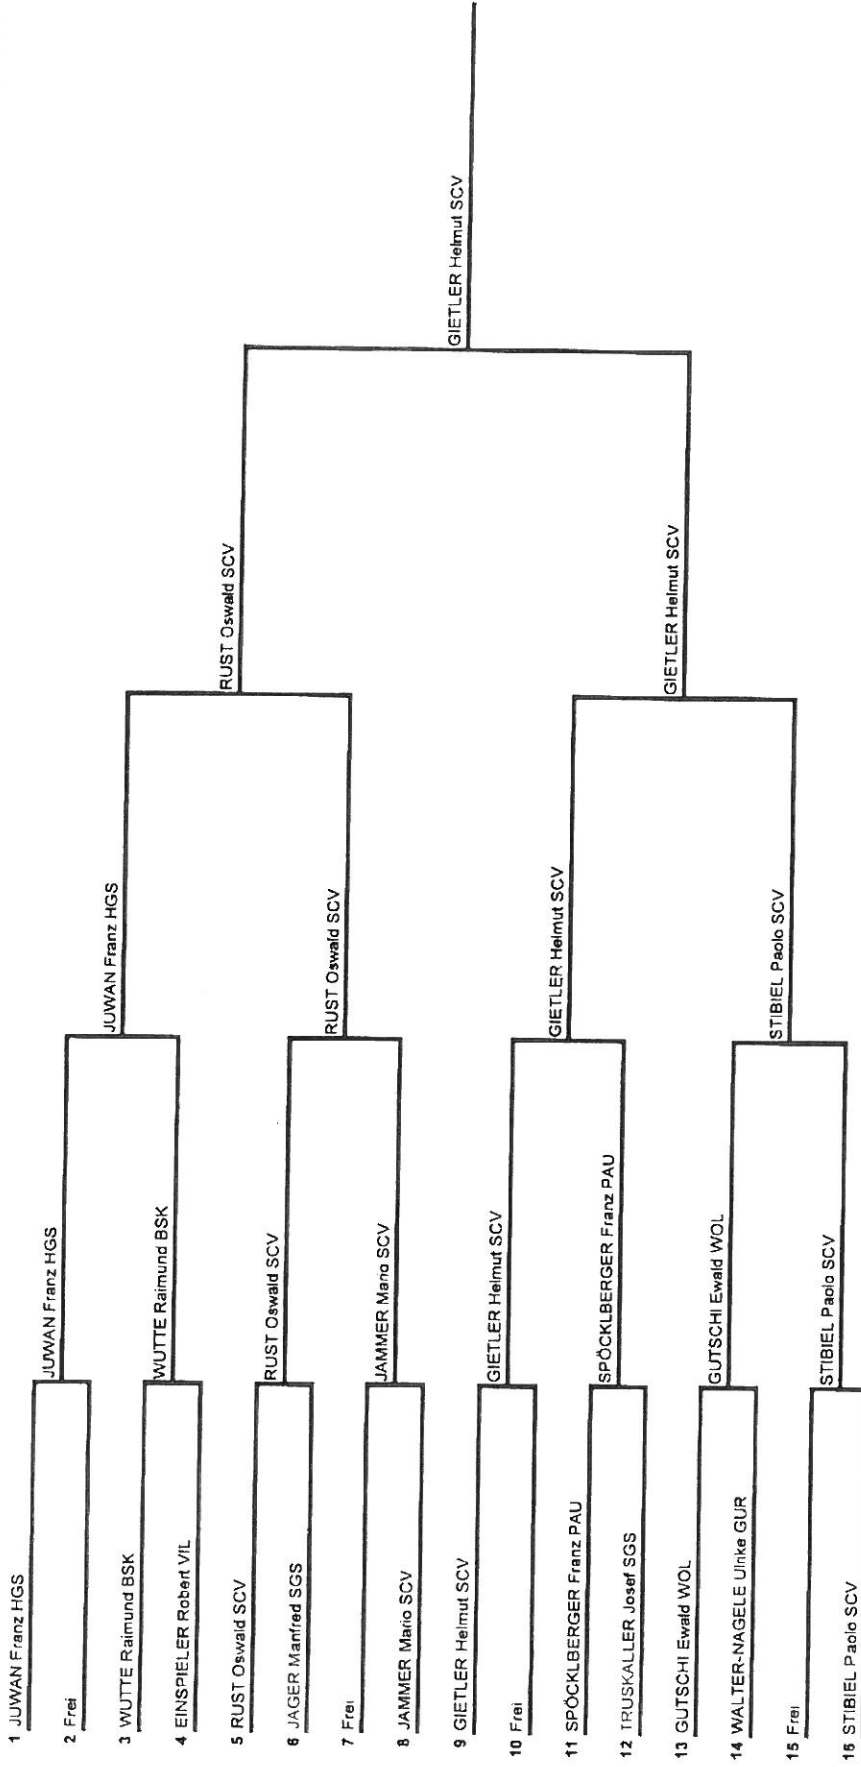 1 JUWAN Franz HGS
2 Frei
3 WUTTE Raimund BSK
4 EINSPIELER Robert VIL
5 RUST Oswald SCV
6 JAGER Manfred SGS
7 Frei
8 JAMMER Mario SCV
9 GIETLER Helmut SCV
10 Frei
11 SPÖCKLBERGER Franz PAU
12 TRUSKALLER Josef SGS
13 GUTSCHI Ewald WOL
14 WALTER-NAGELE Ulrike GUR
15 Frei
16 STIBIEL Paolo SCV
JUWAN Franz HGS
WUTTE Raimund BSK
RUST Oswald SCV
JAMMER Mario SCV
GIETLER Helmut SCV
SPÖCKLBERGER Franz PAU
GUTSCHI Ewald WOL
STIBIEL Paolo SCV
JUWAN Franz HGS
RUST Oswald SCV
GIETLER Helmut SCV
STIBIEL Paolo SCV
RUST Oswald SCV
GIETLER Helmut SCV
GIETLER Helmut SCV